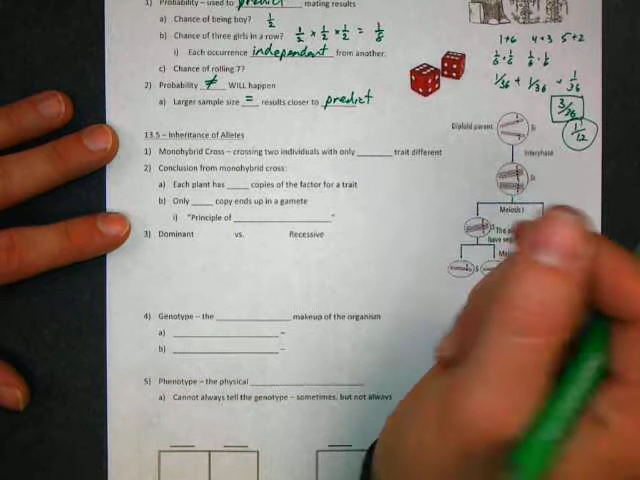 1) Probability – used to predict mating results
a) Chance of being boy? 1/2
b) Chance of three girls in a row? 1/2 x 1/2 x 1/2 = 1/8
i) Each occurrence independent from another.
c) Chance of rolling 7?
2) Probability ≠ WILL happen
a) Larger sample size = results closer to predict
1+6 4+3 5+2
1/6 · 1/6 1/6 · 1/6
1/36 + 1/36 + 1/36
3/36
1/12
13.5 – Inheritance of Alleles
1) Monohybrid Cross – crossing two individuals with only ______ trait different
2) Conclusion from monohybrid cross:
a) Each plant has ____ copies of the factor for a trait
b) Only ____ copy ends up in a gamete
i) "Principle of ____________________"
3) Dominant vs. Recessive
Diploid parent
Interphase
Meiosis I
4) Genotype – the ______________ makeup of the organism
a) ____________________ –
b) ____________________ –
5) Phenotype – the physical ____________________
a) Cannot always tell the genotype – sometimes, but not always